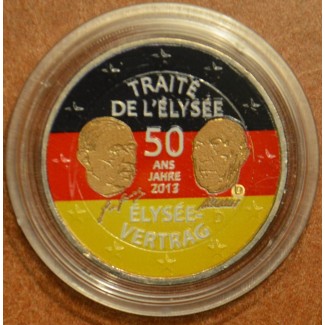 TRAITÉ
DE L'ÉLYSÉE
50
ANS
JAHRE
2013
ÉLYSÉE-
VERTRAG